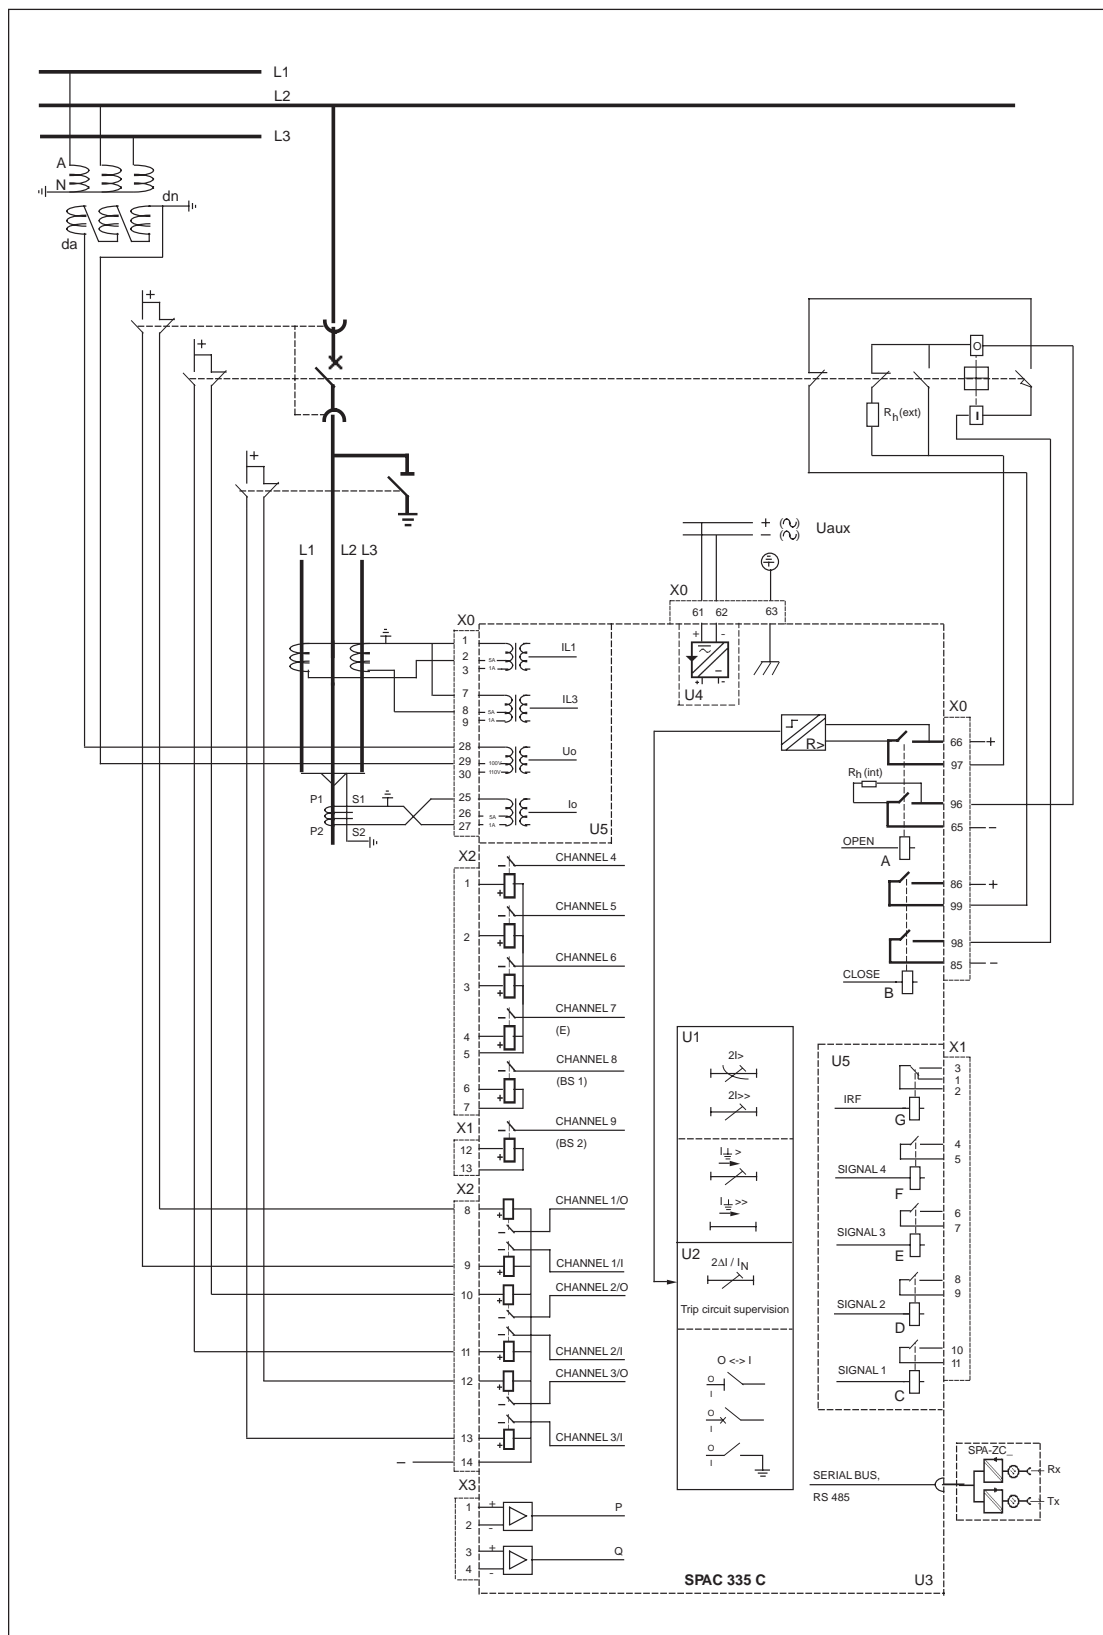 L1
L2
L3
A
N
dn
da
+
+
+
O
I
Rh(ext)
+ (~)
- (~)
Uaux
L1 L2 L3
X0
1
2
3
5A
1A
IL1
7
8
9
5A
1A
IL3
28
29
30
100V
110V
Uo
25
26
27
5A
1A
Io
U5
P1
P2
S1
S2
X0
61 62 63
+ -
+ -
U4
R>
X0
66 +
97
Rh(int)
96
65 -
OPEN
A
86 +
99
98
85 -
CLOSE
B
X2
1
CHANNEL 4
2
CHANNEL 5
3
CHANNEL 6
4
5
CHANNEL 7
(E)
6
7
CHANNEL 8
(BS 1)
X1
12
13
CHANNEL 9
(BS 2)
X2
8
CHANNEL 1/O
9
CHANNEL 1/I
10
CHANNEL 2/O
11
CHANNEL 2/I
12
CHANNEL 3/O
13
CHANNEL 3/I
- 14
X3
1 +
2 -
P
3 +
4 -
Q
U1
2I>
2I>>
I >
I >>
U2
2ΔI / IN
Trip circuit supervision
O <-> I
O
I
O
I
O
I
U5
X1
3
1
2
IRF
G
4
5
SIGNAL 4
F
6
7
SIGNAL 3
E
8
9
SIGNAL 2
D
10
11
SIGNAL 1
C
SERIAL BUS,
RS 485
SPA-ZC_
Rx
Tx
SPAC 335 C
U3